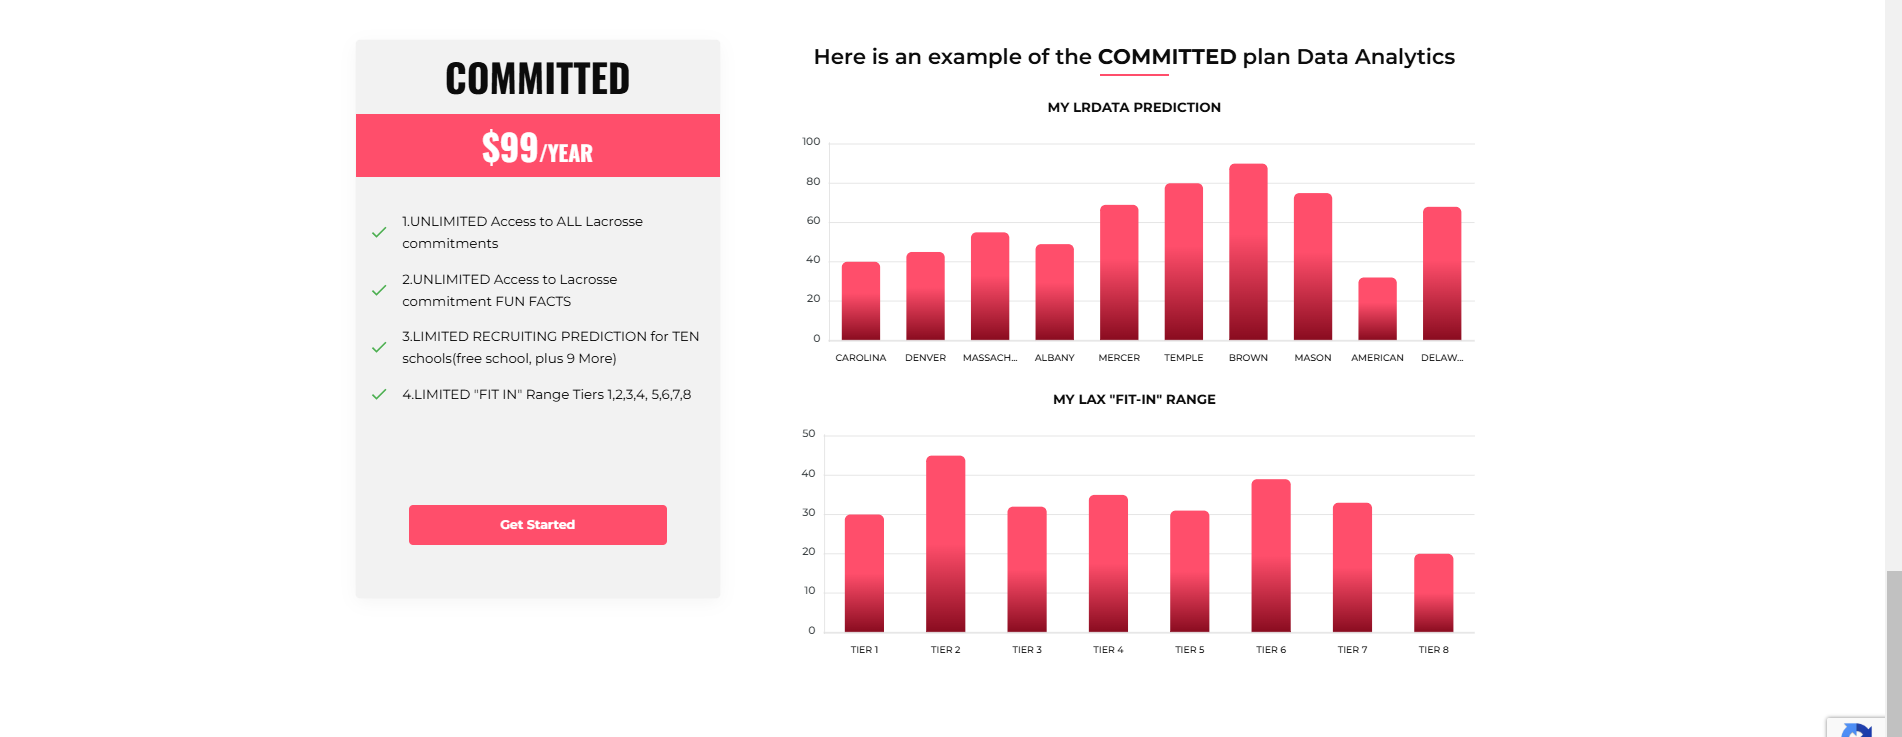 COMMITTED
$99/YEAR
1.UNLIMITED Access to ALL Lacrosse
commitments
2.UNLIMITED Access to Lacrosse
commitment FUN FACTS
3.LIMITED RECRUITING PREDICTION for TEN
schools(free school, plus 9 More)
4.LIMITED "FIT IN" Range Tiers 1,2,3,4, 5,6,7,8
Get Started
Here is an example of the COMMITTED plan Data Analytics
MY LRDATA PREDICTION
100
80
60
40
20
0
CAROLINA DENVER MASSACH... ALBANY MERCER TEMPLE BROWN MASON AMERICAN DELAW...
MY LAX "FIT-IN" RANGE
50
40
30
20
10
0
TIER 1 TIER 2 TIER 3 TIER 4 TIER 5 TIER 6 TIER 7 TIER 8